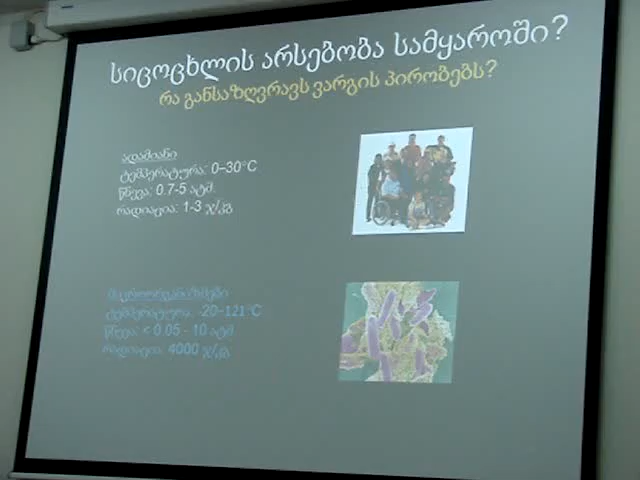 სიცოცხლის არსებობა სამყაროში?
რა განსაზღვრავს ვარგის პირობებს?
ადამიანი
ტემპერატურა: 0–30°C
წნევა: 0.7-5 ატმ
რადიაცია: 1-3 ჯ/კგ
მიკროორგანიზმები
ტემპერატურა: -20–121°C
წნევა: < 0.05 - 10 ატმ
რადიაცია: 4000 ჯ/კგ